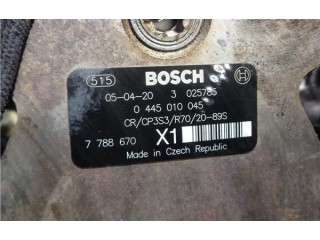 515 BOSCH
05-04-20 3 025785
0 445 010 045
CR/CP3S3/R70/20-89S
7 788 670 X1
Made in Czech Republic